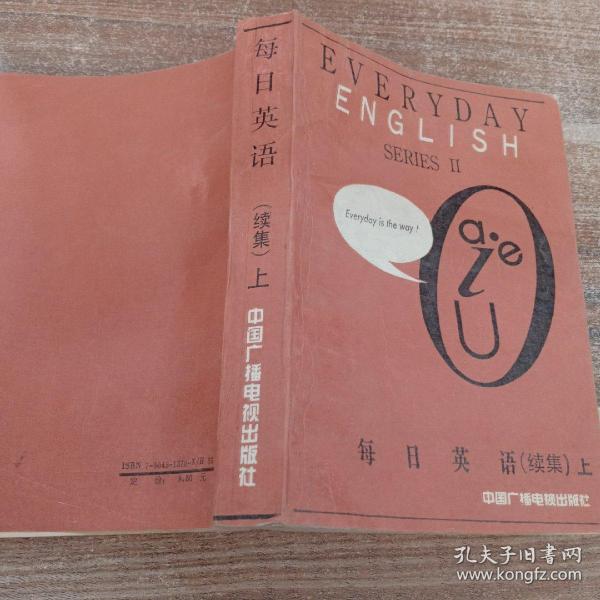 EVERYDAY
ENGLISH
SERIES II
Everyday is the way!
a.e
i
U
每日英语(续集)上
中国广播电视出版社
每日英语
(续集)上
中国广播电视出版社
ISBN
元
孔夫子旧书网
www.kongfz.com